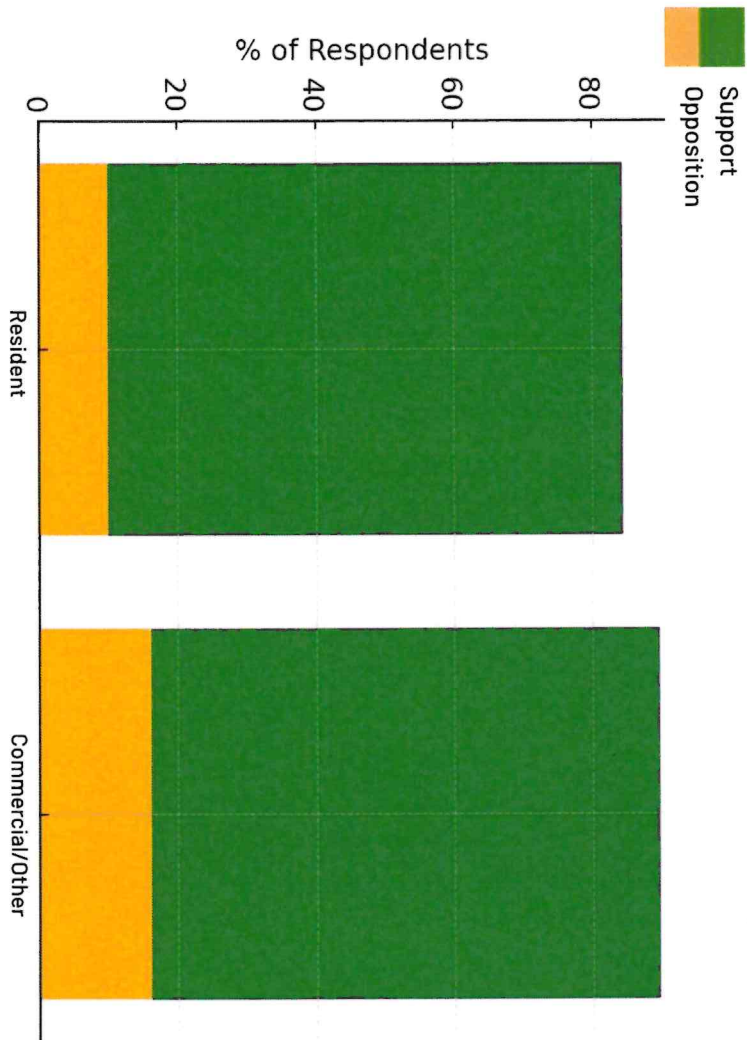 Support
Opposition
% of Respondents
80
60
40
20
0
Resident
Commercial/Other